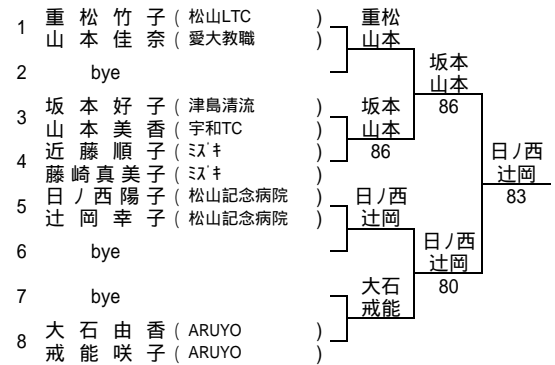 1 重松竹子(松山LTC)
山本佳奈(愛大教職)
2 bye
3 坂本好子(津島清流)
山本美香(宇和TC)
4 近藤順子(ミズキ)
藤崎真美子(ミズキ)
5 日ノ西陽子(松山記念病院)
辻岡幸子(松山記念病院)
6 bye
7 bye
8 大石由香(ARUYO)
戒能咲子(ARUYO)
重松
山本
坂本
山本
86
日ノ西
辻岡
大石
戒能
坂本
山本
86
日ノ西
辻岡
80
日ノ西
辻岡
83